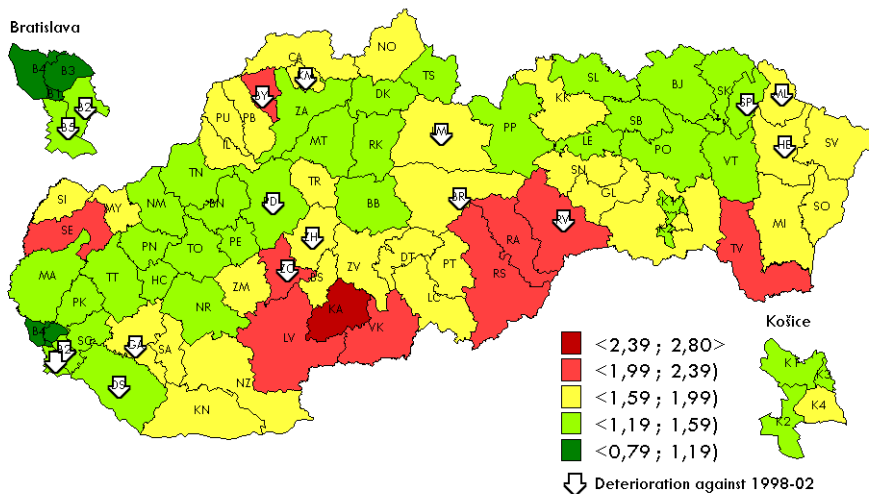 Bratislava
B4
B3
B1
B2
B5
NO
CA
KM
BY
TS
SL
BJ
ML
DK
ZA
KK
SK
SP
PU
PB
IL
MT
RK
LM
PP
SB
LE
PO
VT
HE
SV
TN
TR
SN
GL
SI
MY
NM
BN
PD
BB
BR
K1
K2
MI
SO
SE
PN
TO
PE
ZH
RA
RV
TV
MA
TT
HC
ZC
BS
ZV
DT
PT
RS
PK
NR
ZM
KA
LC
B4
SC
B2
GA
SA
LV
VK
DS
NZ
KN
Košice
K1
K3
K4
K2
<2,39 ; 2,80>
<1,99 ; 2,39)
<1,59 ; 1,99)
<1,19 ; 1,59)
<0,79 ; 1,19)
Deterioration against 1998-02